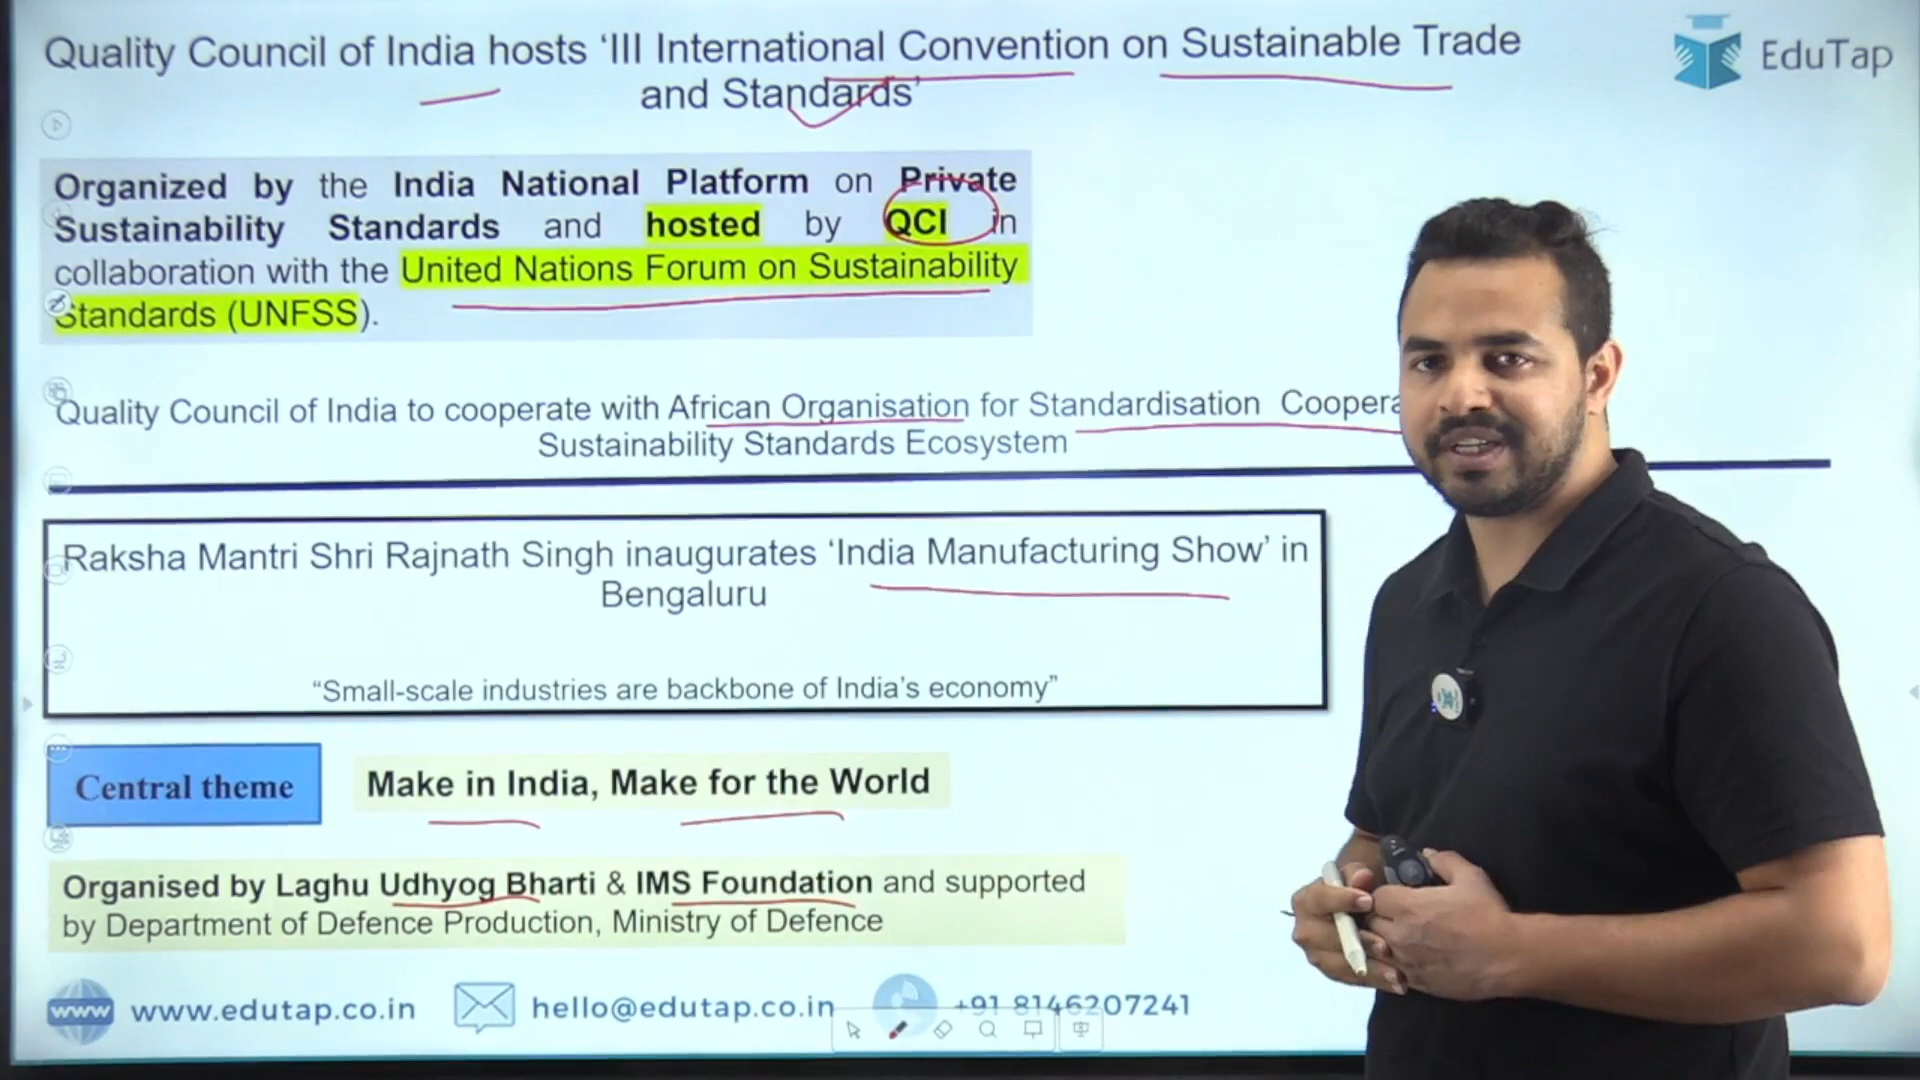 Quality Council of India hosts ‘III International Convention on Sustainable Trade
and Standards’
EduTap
Organized by the India National Platform on Private
Sustainability Standards and hosted by QCI in
collaboration with the United Nations Forum on Sustainability
Standards (UNFSS).
Quality Council of India to cooperate with African Organisation for Standardisation
Sustainability Standards Ecosystem
Raksha Mantri Shri Rajnath Singh inaugurates ‘India Manufacturing Show’ in
Bengaluru
“Small-scale industries are backbone of India’s economy”
Central theme
Make in India, Make for the World
Organised by Laghu Udhyog Bharti & IMS Foundation and supported
by Department of Defence Production, Ministry of Defence
www
www.edutap.co.in
hello@edutap.co.in
+91 8146207241